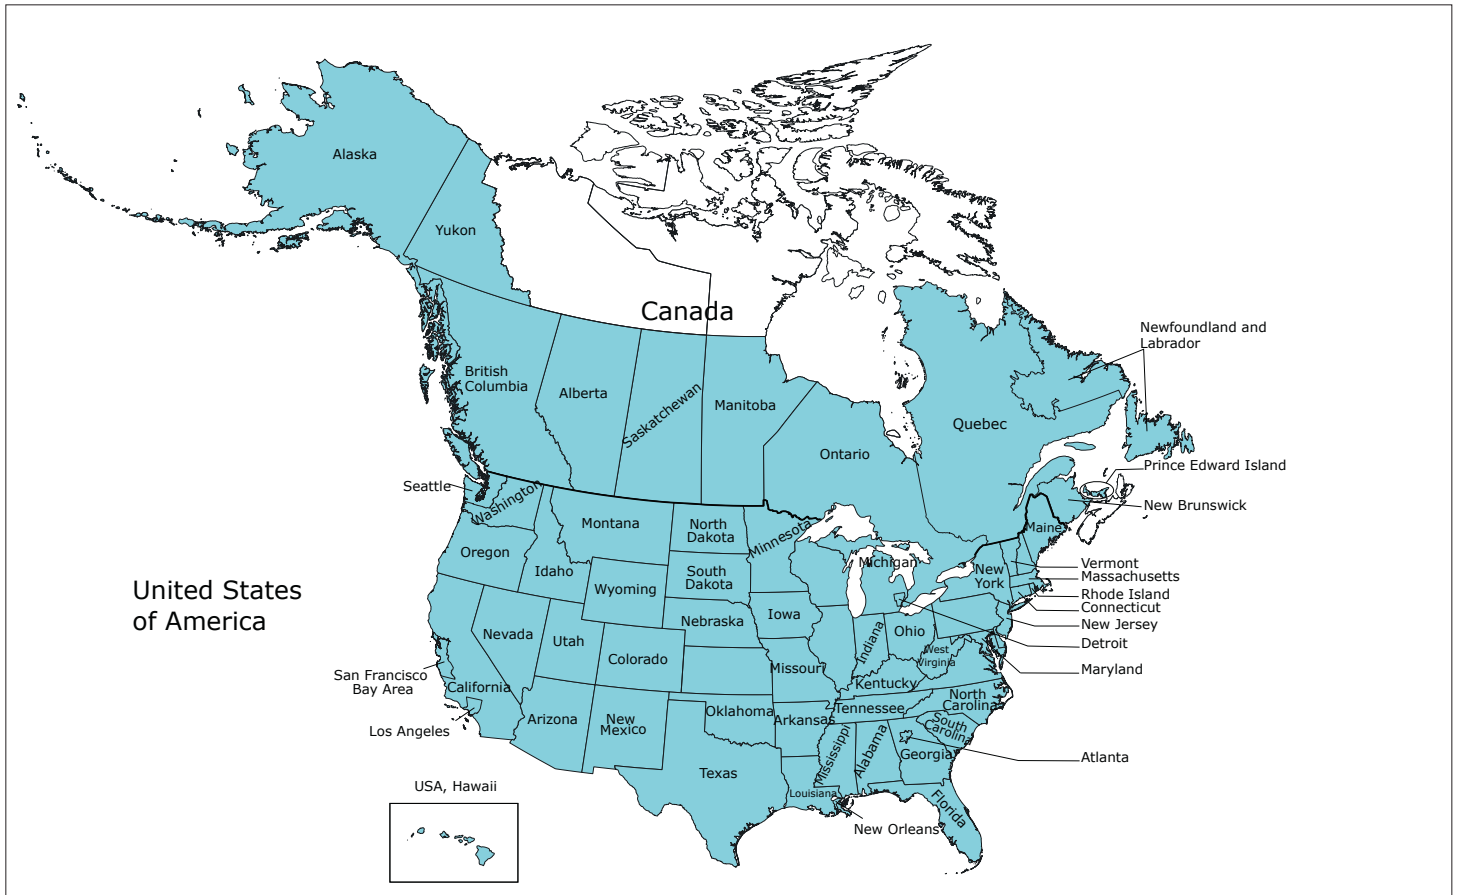 Alaska
Yukon
Canada
Newfoundland and
Labrador
British
Columbia
Alberta
Saskatchewan
Manitoba
Ontario
Quebec
Prince Edward Island
New Brunswick
Seattle
Washington
Montana
North
Dakota
Minnesota
Maine
Oregon
Idaho
Wyoming
South
Dakota
Michigan
New
York
Vermont
Massachusetts
Rhode Island
Connecticut
New Jersey
Detroit
Maryland
United States
of America
Nevada
Utah
Colorado
Nebraska
Iowa
Missouri
Indiana
Ohio
West
Virginia
Kentucky
San Francisco
Bay Area
California
Los Angeles
Arizona
New
Mexico
Oklahoma
Arkansas
Tennessee
North
Carolina
South
Carolina
Atlanta
Georgia
Alabama
Mississippi
Texas
Louisiana
Florida
New Orleans
USA, Hawaii